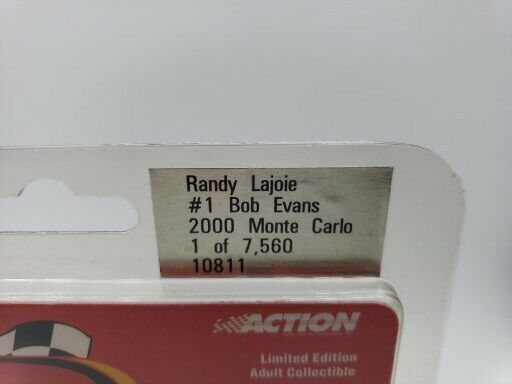 Randy Lajoie
#1 Bob Evans
2000 Monte Carlo
1 of 7,560
10811
ACTION
Limited Edition
Adult Collectible